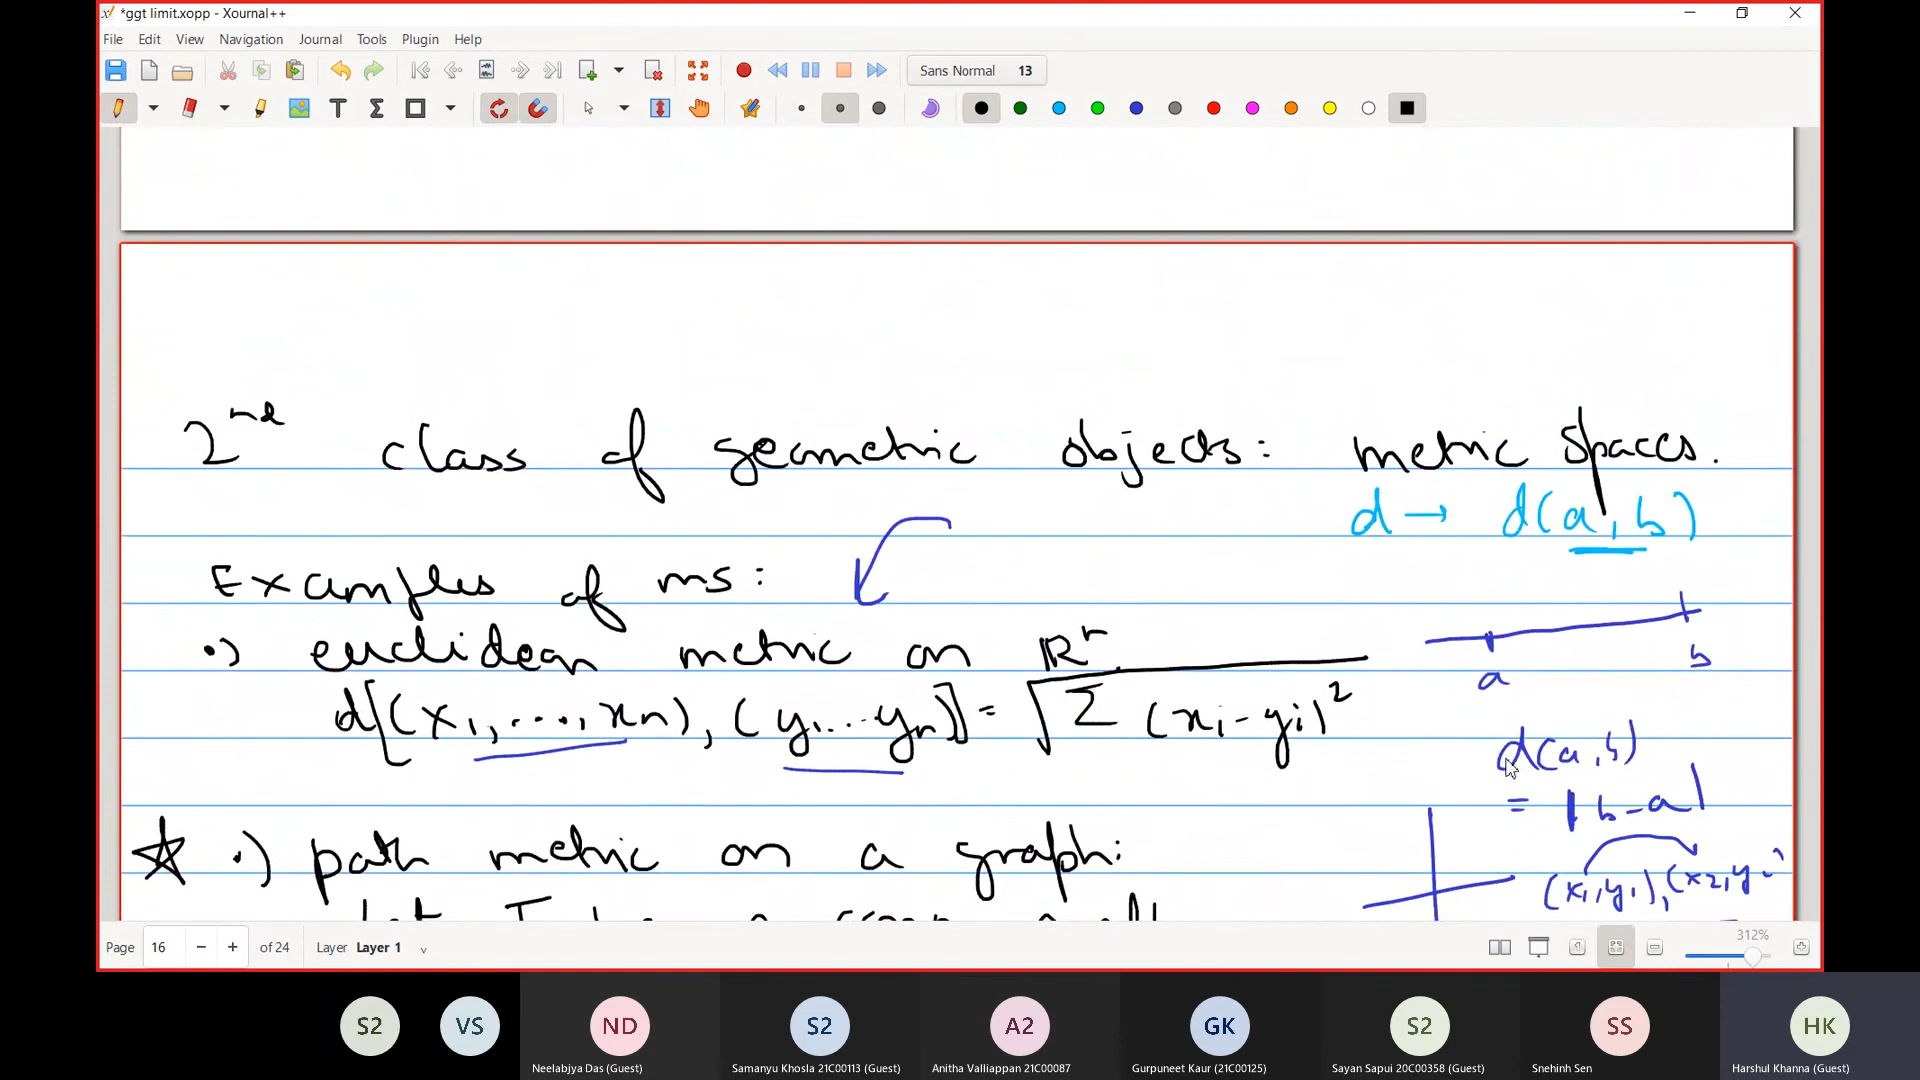 *ggt limit.xopp - Xournal++
File Edit View Navigation Journal Tools Plugin Help
Sans Normal 13
2nd class of geometric objects: metric spaces.
d → d(a, b)
Examples of ms:
•) euclidean metric on ℝⁿ.
a b
d[(x₁, ..., xn), (y₁...yn)] = √Σ (xi - yi)²
d(a,b)
= |b-a|
☆ •) path metric on a graph:
(x₁,y₁), (x₂,y₂)
Page 16 of 24 Layer Layer 1 312%
S2 VS ND S2 A2 GK S2 SS HK
Neelabjya Das (Guest) Samanyu Khosla 21C00113 (Guest) Anitha Valliappan 21C00087 Gurpuneet Kaur (21C00125) Sayan Sapui 20C00358 (Guest) Snehinh Sen Harshul Khanna (Guest)